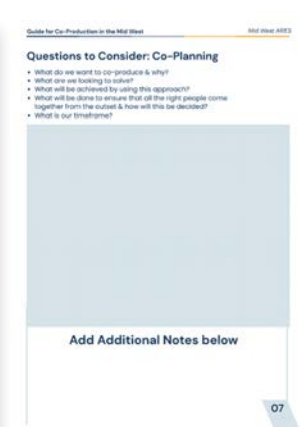 Guide for Co-Production in the Mid West
Mid West ARIES
Questions to Consider: Co-Planning
• What do we want to co-produce & why?
• What are we looking to solve?
• What will be achieved by using this approach?
• What will be done to ensure that all the right people come
together from the outset & how will this be decided?
• What is our timeframe?
Add Additional Notes below
07